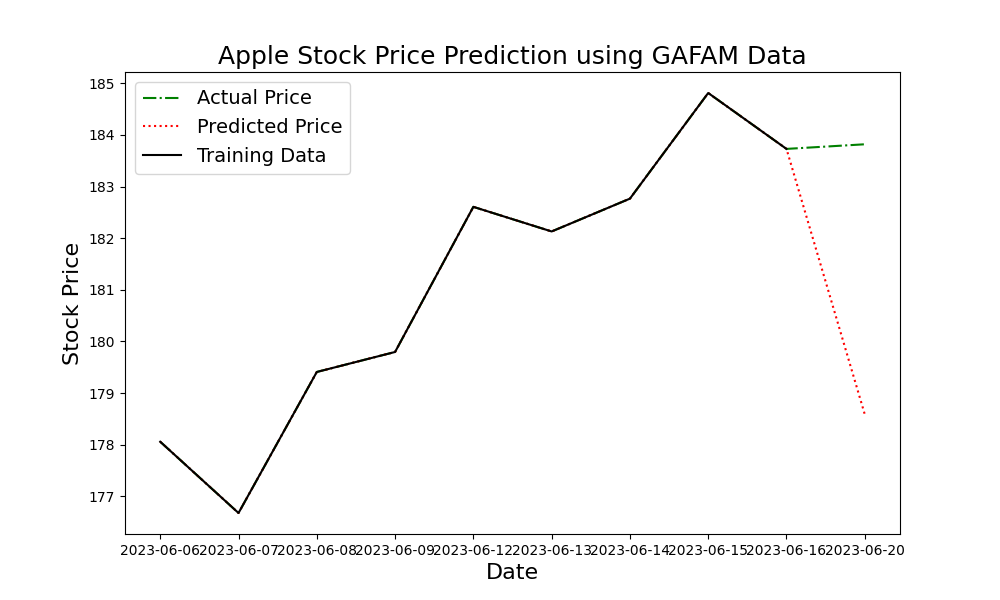 Apple Stock Price Prediction using GAFAM Data
Actual Price
Predicted Price
Training Data
Stock Price
185
184
183
182
181
180
179
178
177
2023-06-06 2023-06-07 2023-06-08 2023-06-09 2023-06-12 2023-06-13 2023-06-14 2023-06-15 2023-06-16 2023-06-20
Date